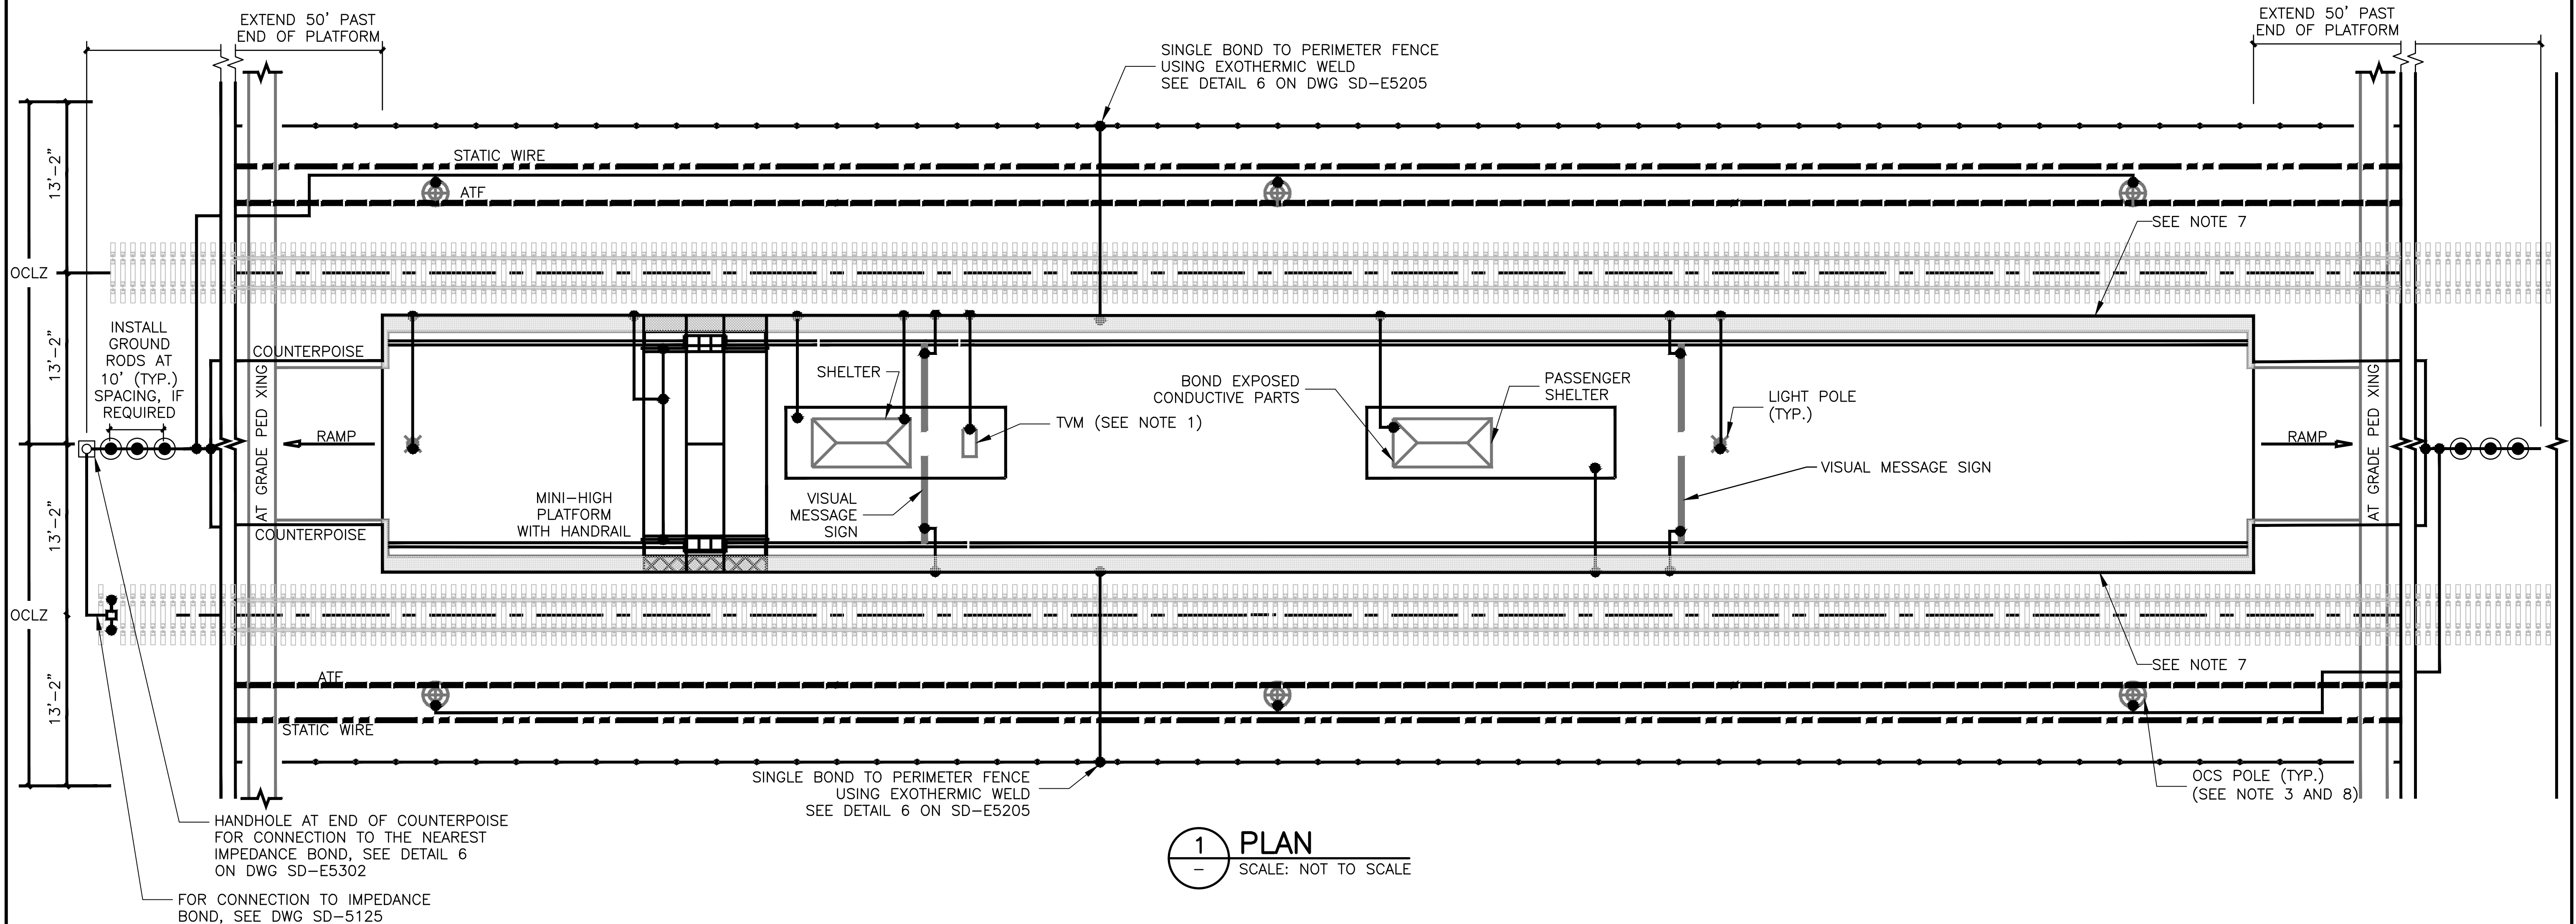 EXTEND 50' PAST
END OF PLATFORM
EXTEND 50' PAST
END OF PLATFORM
SINGLE BOND TO PERIMETER FENCE
USING EXOTHERMIC WELD
SEE DETAIL 6 ON DWG SD-E5205
13'-2"
STATIC WIRE
ATF
SEE NOTE 7
OCLZ
INSTALL
GROUND
RODS AT
10' (TYP.)
SPACING, IF
REQUIRED
13'-2"
COUNTERPOISE
AT GRADE PED XING
RAMP
SHELTER
TVM (SEE NOTE 1)
BOND EXPOSED
CONDUCTIVE PARTS
PASSENGER
SHELTER
LIGHT POLE
(TYP.)
VISUAL MESSAGE SIGN
RAMP
AT GRADE PED XING
MINI-HIGH
PLATFORM
WITH HANDRAIL
VISUAL
MESSAGE
SIGN
13'-2"
COUNTERPOISE
OCLZ
SEE NOTE 7
13'-2"
ATF
STATIC WIRE
SINGLE BOND TO PERIMETER FENCE
USING EXOTHERMIC WELD
SEE DETAIL 6 ON SD-E5205
OCS POLE (TYP.)
(SEE NOTE 3 AND 8)
HANDHOLE AT END OF COUNTERPOISE
FOR CONNECTION TO THE NEAREST
IMPEDANCE BOND, SEE DETAIL 6
ON DWG SD-E5302
FOR CONNECTION TO IMPEDANCE
BOND, SEE DWG SD-5125
1
-
PLAN
SCALE: NOT TO SCALE